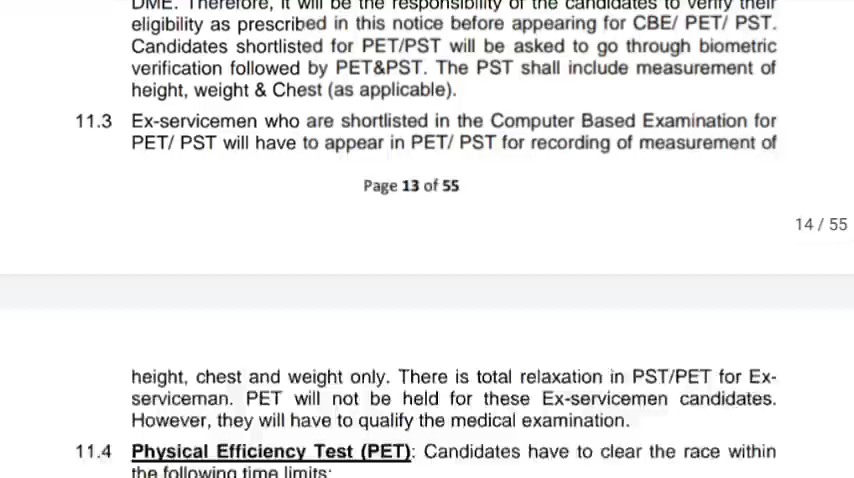 DME. Therefore, it will be the responsibility of the candidates to verify their
eligibility as prescribed in this notice before appearing for CBE/ PET/ PST.
Candidates shortlisted for PET/PST will be asked to go through biometric
verification followed by PET&PST. The PST shall include measurement of
height, weight & Chest (as applicable).
11.3 Ex-servicemen who are shortlisted in the Computer Based Examination for
PET/ PST will have to appear in PET/ PST for recording of measurement of
Page 13 of 55
14 / 55
height, chest and weight only. There is total relaxation in PST/PET for Ex-
serviceman. PET will not be held for these Ex-servicemen candidates.
However, they will have to qualify the medical examination.
11.4 Physical Efficiency Test (PET): Candidates have to clear the race within
the following time limits: